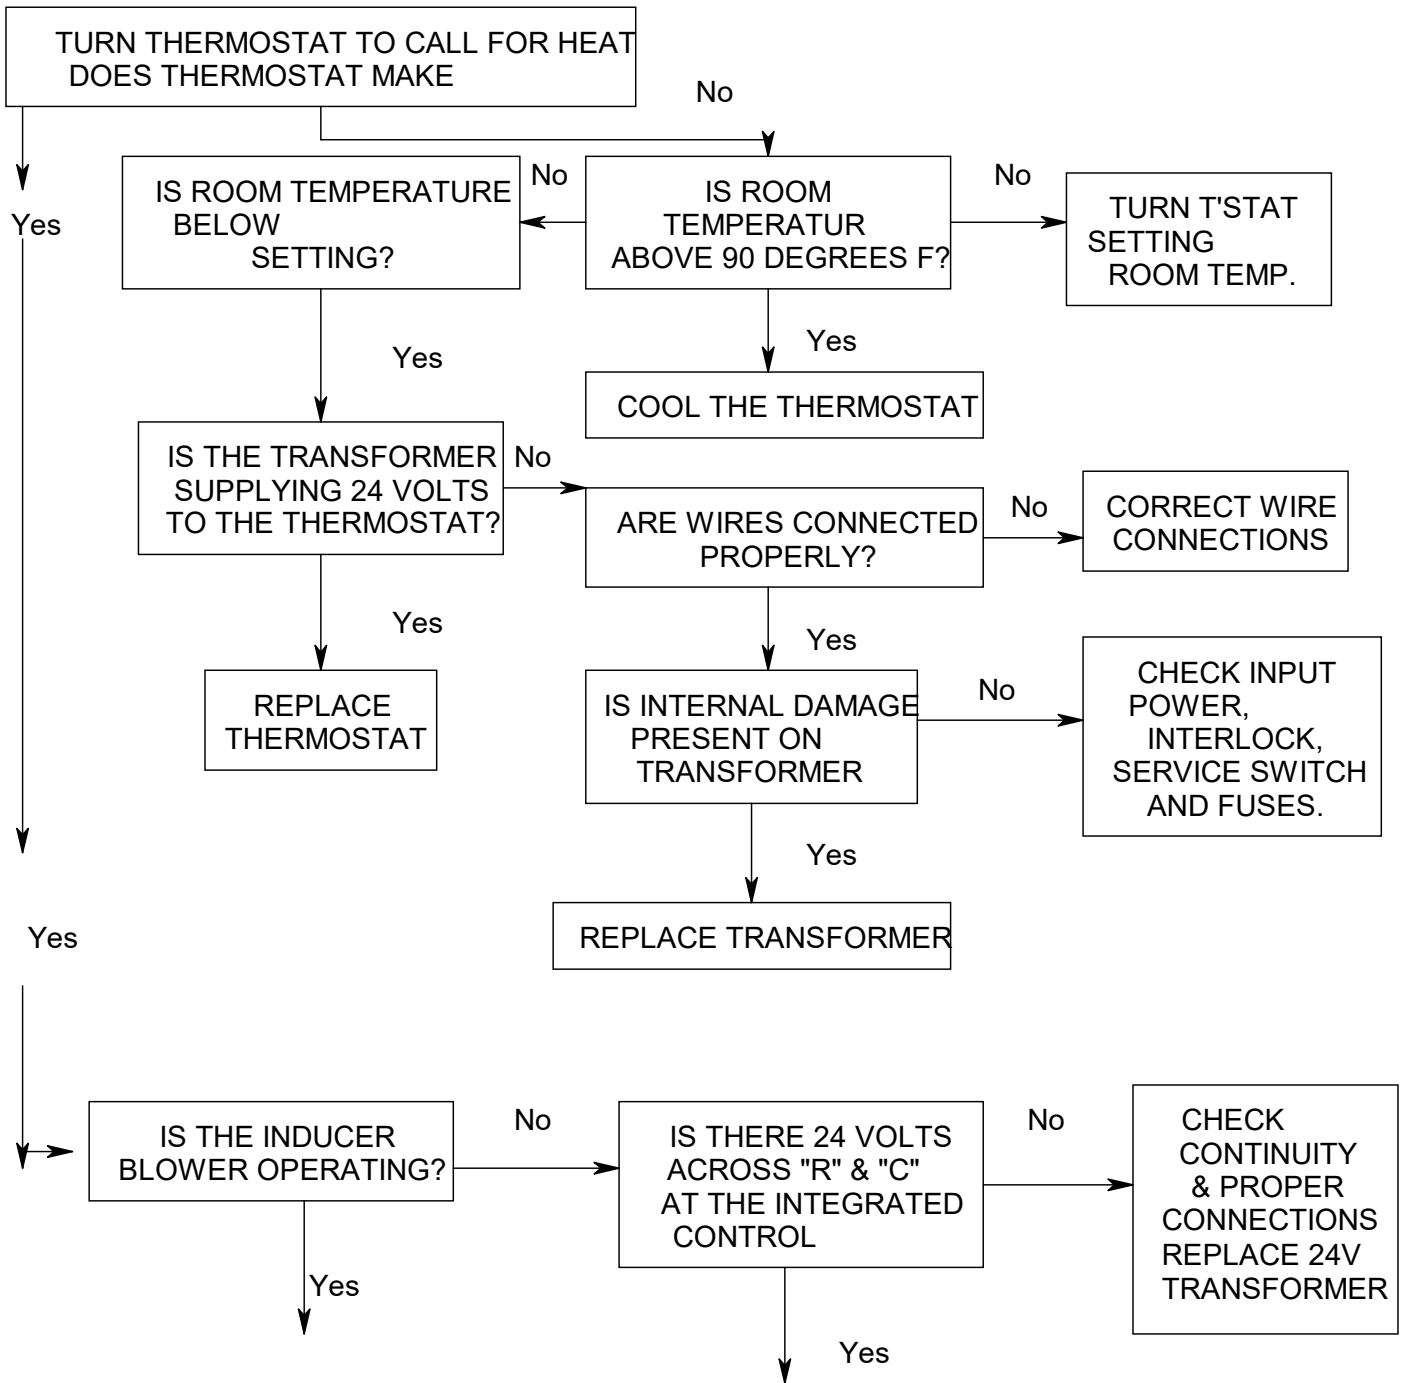 TURN THERMOSTAT TO CALL FOR HEAT
DOES THERMOSTAT MAKE
No
Yes
IS ROOM TEMPERATURE
BELOW
SETTING?
No
IS ROOM
TEMPERATUR
ABOVE 90 DEGREES F?
No
TURN T'STAT
SETTING
ROOM TEMP.
Yes
Yes
COOL THE THERMOSTAT
IS THE TRANSFORMER
SUPPLYING 24 VOLTS
TO THE THERMOSTAT?
No
ARE WIRES CONNECTED
PROPERLY?
No
CORRECT WIRE
CONNECTIONS
Yes
Yes
REPLACE
THERMOSTAT
IS INTERNAL DAMAGE
PRESENT ON
TRANSFORMER
No
CHECK INPUT
POWER,
INTERLOCK,
SERVICE SWITCH
AND FUSES.
Yes
REPLACE TRANSFORMER
Yes
IS THE INDUCER
BLOWER OPERATING?
No
IS THERE 24 VOLTS
ACROSS "R" & "C"
AT THE INTEGRATED
CONTROL
No
CHECK
CONTINUITY
& PROPER
CONNECTIONS
REPLACE 24V
TRANSFORMER
Yes
Yes